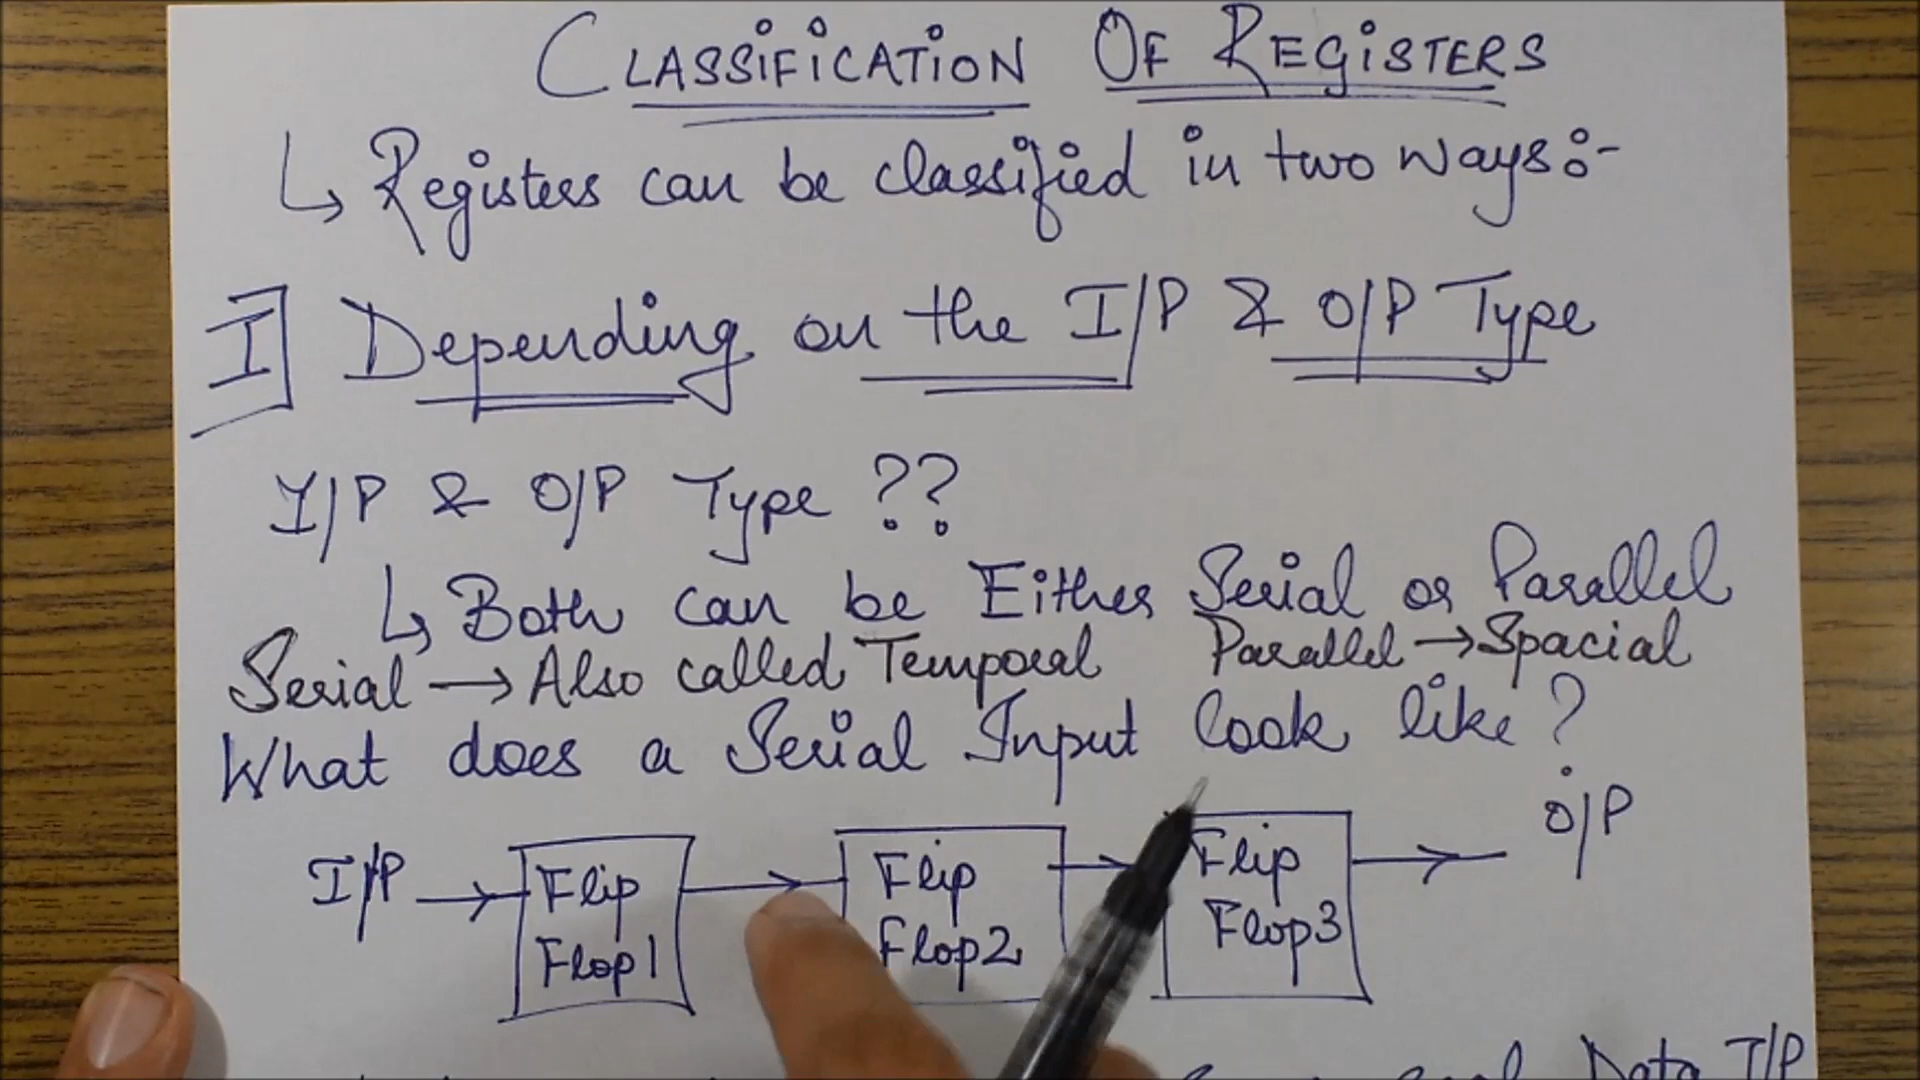 CLASSIFICATION OF REGISTERS
↳ Registers can be classified in two ways:-
I] Depending on the I/P & O/P Type
I/P & O/P Type ??
↳ Both can be Either Serial or Parallel
Serial → Also called Temporal Parallel → Spacial
What does a Serial Input look like?
I/P → Flip Flop1 → Flip Flop2 → Flip Flop3 → O/P
Data I/P